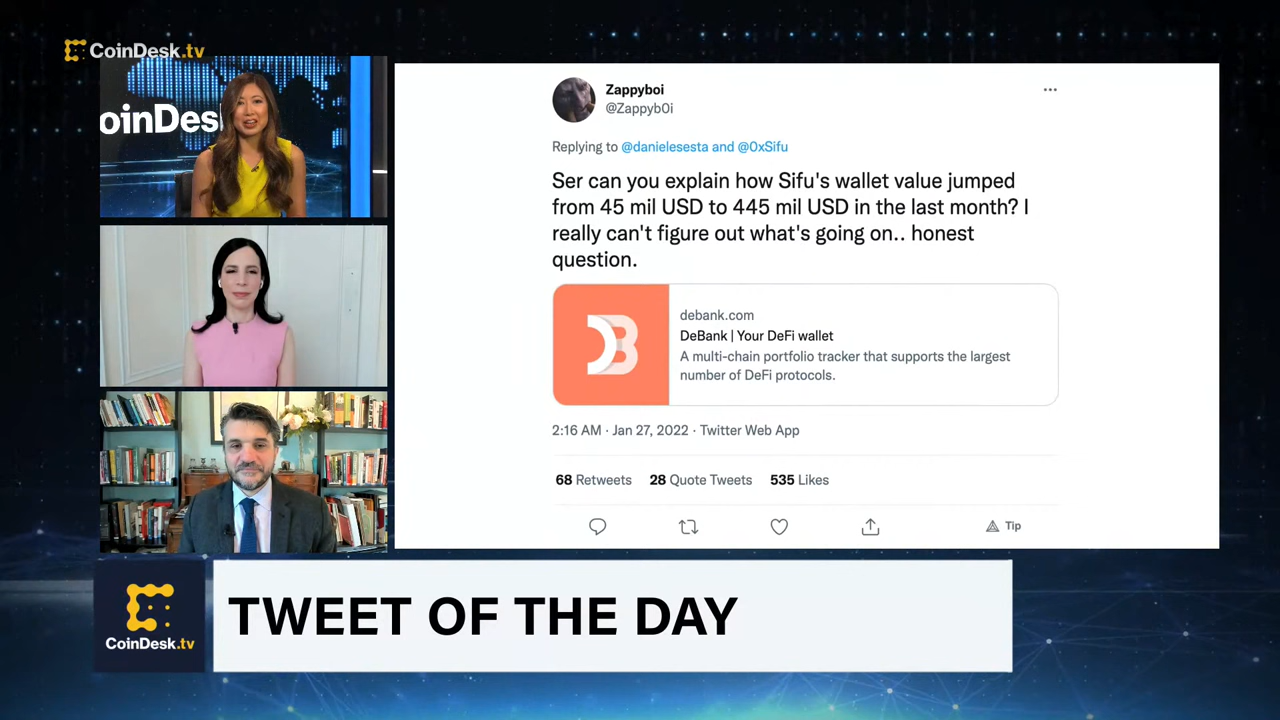 CoinDesk.tv
oinDes
Zappyboi
@Zappyb0i
Replying to @danielesesta and @0xSifu
Ser can you explain how Sifu's wallet value jumped
from 45 mil USD to 445 mil USD in the last month? I
really can't figure out what's going on.. honest
question.
debank.com
DeBank | Your DeFi wallet
A multi-chain portfolio tracker that supports the largest
number of DeFi protocols.
2:16 AM · Jan 27, 2022 · Twitter Web App
68 Retweets 28 Quote Tweets 535 Likes
Tip
CoinDesk.tv
TWEET OF THE DAY